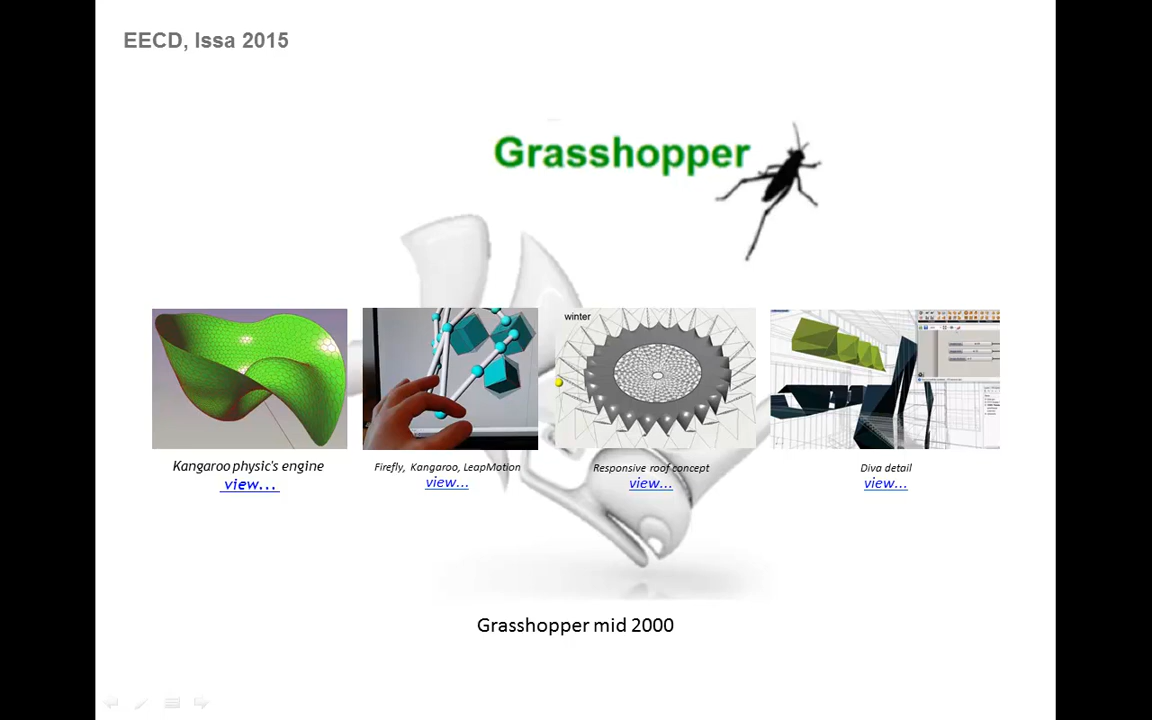 EECD, Issa 2015
Grasshopper
winter
Kangaroo physic's engine
view...
Firefly, Kangaroo, LeapMotion
view...
Responsive roof concept
view...
Diva detail
view...
Grasshopper mid 2000